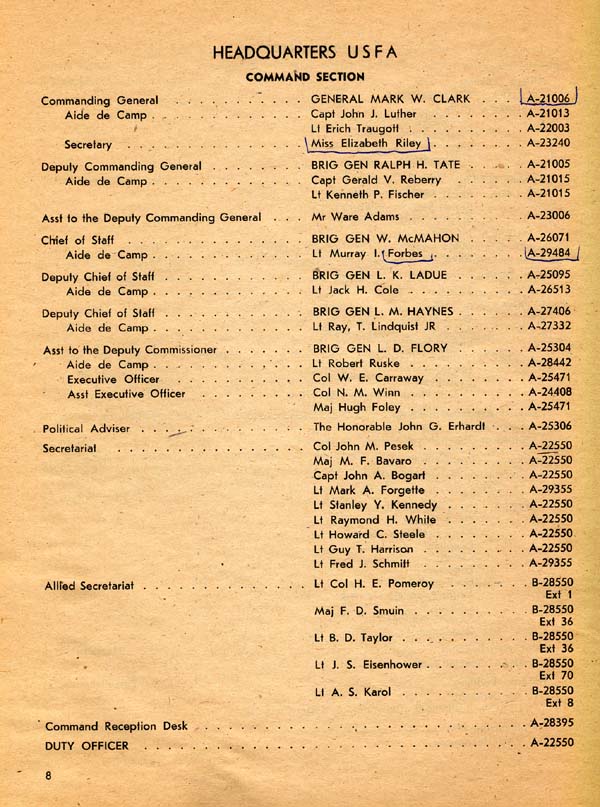 HEADQUARTERS USFA
COMMAND SECTION
Commanding General . . . . . . . . . . . GENERAL MARK W. CLARK . . . . A-21006
Aide de Camp . . . . . . . . . . . . . Capt John J. Luther . . . . . . . . . A-21013
Lt Erich Traugott . . . . . . . . . . A-22003
Secretary . . . . . . . . . . . . . . Miss Elizabeth Riley . . . . . . . . A-23240
Deputy Commanding General . . . . . . . . BRIG GEN RALPH H. TATE . . . . A-21005
Aide de Camp . . . . . . . . . . . . . Capt Gerald V. Reberry . . . . . . A-21015
Lt Kenneth P. Fischer . . . . . . . A-21015
Asst to the Deputy Commanding General . . . Mr Ware Adams . . . . . . . . . . A-23006
Chief of Staff . . . . . . . . . . . . . BRIG GEN W. McMAHON . . . . . A-26071
Aide de Camp . . . . . . . . . . . . . Lt Murray I. Forbes . . . . . . . . A-29484
Deputy Chief of Staff . . . . . . . . . . . BRIG GEN L. K. LADUE . . . . . . A-25095
Aide de Camp . . . . . . . . . . . . . Lt Jack H. Cole . . . . . . . . . . A-26513
Deputy Chief of Staff . . . . . . . . . . . BRIG GEN L. M. HAYNES . . . . . . A-27406
Aide de Camp . . . . . . . . . . . . . Lt Ray, T. Lindquist JR . . . . . . A-27332
Asst to the Deputy Commissioner . . . . . . . BRIG GEN L. D. FLORY . . . . . . A-25304
Aide de Camp . . . . . . . . . . . . . Lt Robert Ruske . . . . . . . . . . A-28442
Executive Officer . . . . . . . . . . . Col W. E. Carraway . . . . . . . . A-25471
Asst Executive Officer . . . . . . . . . Col N. M. Winn . . . . . . . . . . A-24408
Maj Hugh Foley . . . . . . . . . . A-25471
Political Adviser . . . . . . . . . . . . The Honorable John G. Erhardt . . . A-25306
Secretariat . . . . . . . . . . . . . . Col John M. Pesek . . . . . . . . . A-22550
Maj M. F. Bavaro . . . . . . . . . A-22550
Capt John A. Bogart . . . . . . . . A-22550
Lt Mark A. Forgette . . . . . . . . A-29355
Lt Stanley Y. Kennedy . . . . . . . A-22550
Lt Raymond H. White . . . . . . . A-22550
Lt Howard C. Steele . . . . . . . . A-22550
Lt Guy T. Harrison . . . . . . . . . A-22550
Lt Fred J. Schmitt . . . . . . . . . A-29355
Allied Secretariat . . . . . . . . . . . . Lt Col H. E. Pomeroy . . . . . . . B-28550
Ext 1
Maj F. D. Smuin . . . . . . . . . . B-28550
Ext 36
Lt B. D. Taylor . . . . . . . . . . B-28550
Ext 36
Lt J. S. Eisenhower . . . . . . . . . B-28550
Ext 70
Lt A. S. Karol . . . . . . . . . . . B-28550
Ext 8
Command Reception Desk . . . . . . . . . . . . . . . . . . . . . . . . . A-28395
DUTY OFFICER . . . . . . . . . . . . . . . . . . . . . . . . . . . . . A-22550
8